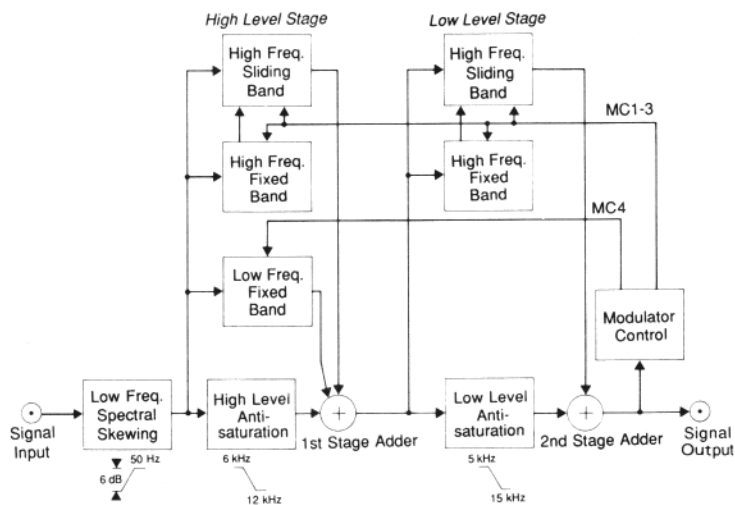 High Level Stage
Low Level Stage
High Freq.
Sliding
Band
High Freq.
Sliding
Band
MC1-3
High Freq.
Fixed
Band
High Freq.
Fixed
Band
MC4
Low Freq.
Fixed
Band
Modulator
Control
Low Freq.
Spectral
Skewing
High Level
Anti-
saturation
Low Level
Anti-
saturation
Signal
Input
1st Stage Adder
2nd Stage Adder
Signal
Output
50 Hz
6 dB
6 kHz
12 kHz
5 kHz
15 kHz